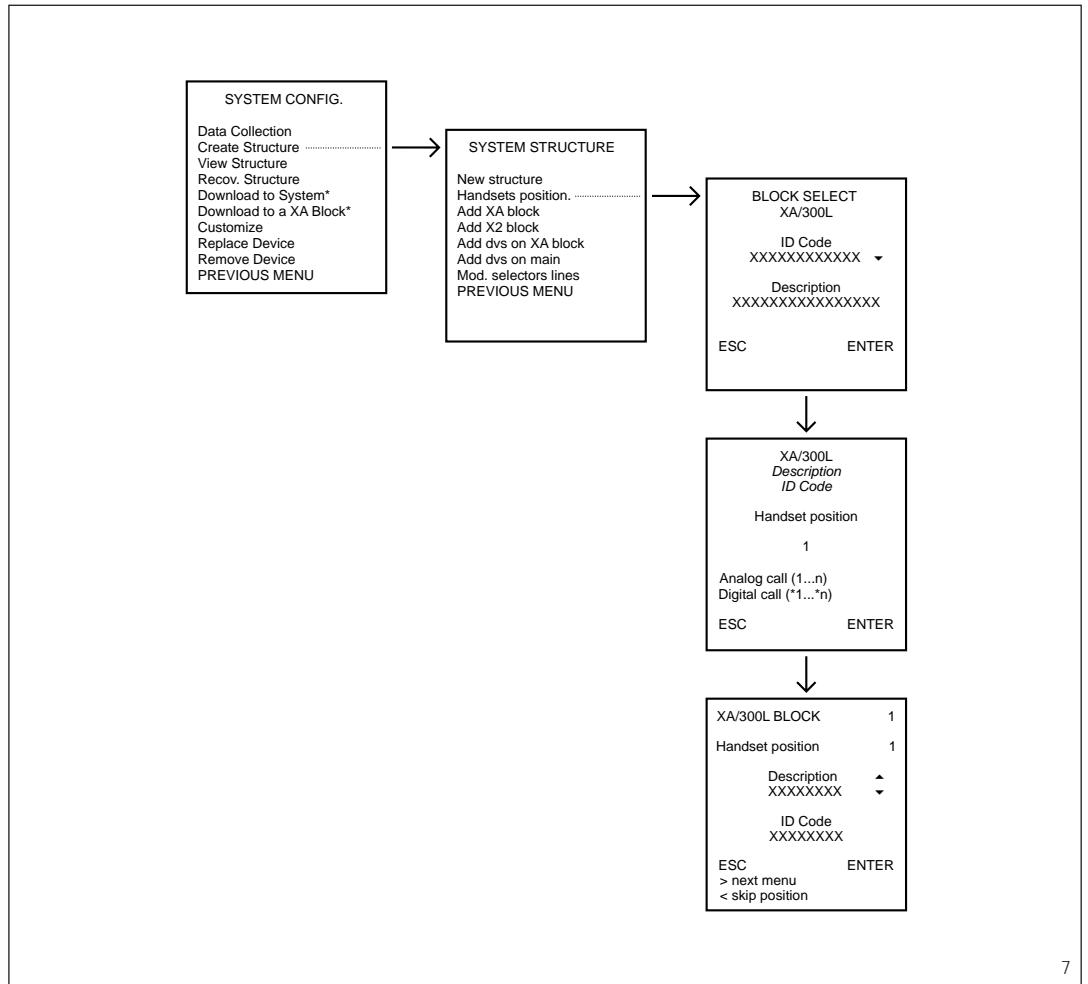 SYSTEM CONFIG.
Data Collection
Create Structure
View Structure
Recov. Structure
Download to System*
Download to a XA Block*
Customize
Replace Device
Remove Device
PREVIOUS MENU
SYSTEM STRUCTURE
New structure
Handsets position.
Add XA block
Add X2 block
Add dvs on XA block
Add dvs on main
Mod. selectors lines
PREVIOUS MENU
BLOCK SELECT
XA/300L
ID Code
XXXXXXXXXXXX
Description
XXXXXXXXXXXXXXXX
ESC ENTER
XA/300L
Description
ID Code
Handset position
1
Analog call (1...n)
Digital call (*1...*n)
ESC ENTER
XA/300L BLOCK 1
Handset position 1
Description
XXXXXXXX
ID Code
XXXXXXXX
ESC ENTER
> next menu
< skip position
7